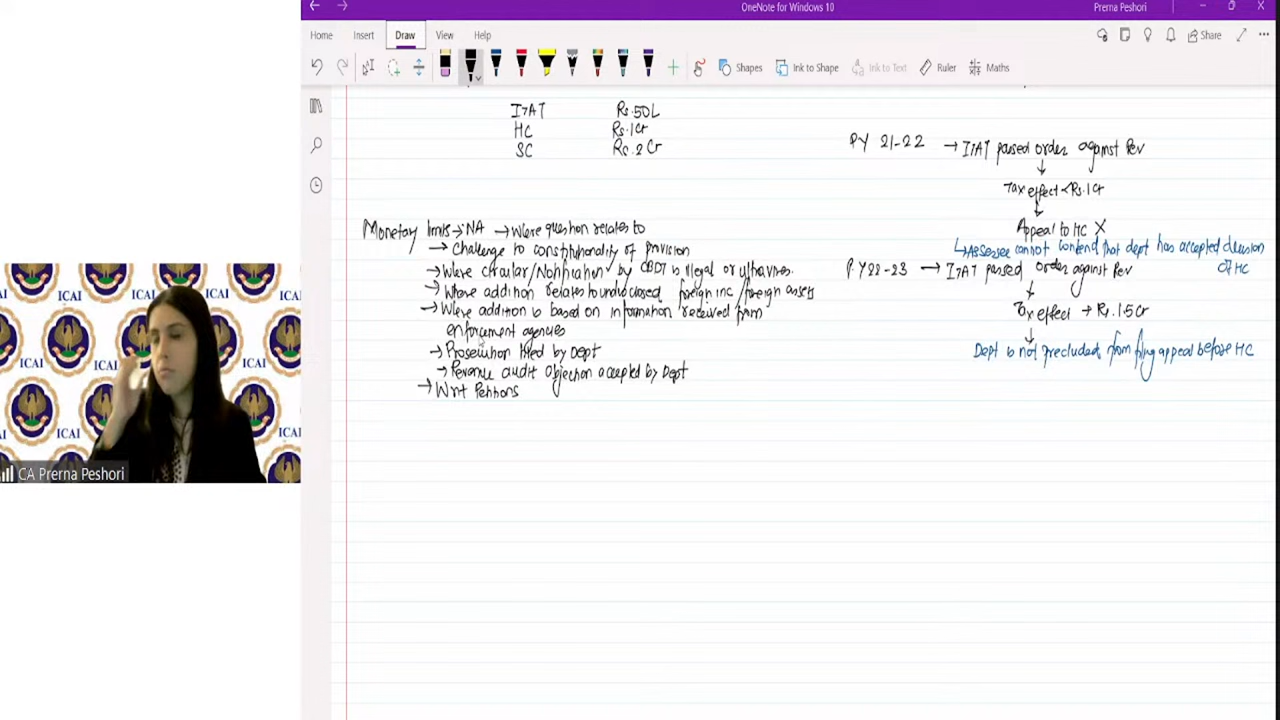 OneNote for Windows 10
Prerna Peshori
Home
Insert
Draw
View
Help
Share
Shapes
Ink to Shape
Ink to Text
Ruler
Maths
ITAT Rs.50L
HC Rs.1Cr
SC Rs.2Cr
Monetary limits → NA → Where question relates to
→ Challenge to constitutionality of provision
→ Where circular/Notification by CBDT is illegal or ultravires.
→ Where addition relates to undisclosed foreign inc/foreign assets
→ Where addition is based on information received from
enforcement agencies
→ Prosecution filed by Dept
→ Revenue audit objection accepted by Dept
→ Writ Petitions
PY 21-22 → ITAT passed order against Rev
↓
Tax effect < Rs.1Cr
↓
Appeal to HC X
↳ Assessee cannot contend that dept has accepted decision
of HC
PY22-23 → ITAT passed order against Rev
↓
Tax effect → Rs.1.5Cr
↓
Dept is not precluded from filing appeal before HC
ICAI
ICAI
ICAI
ICAI
ICAI
CA Prerna Peshori